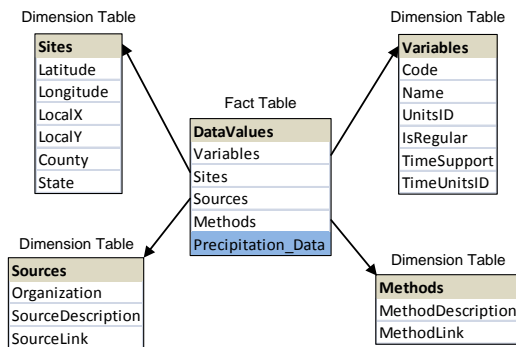 Dimension Table
Sites
Latitude
Longitude
LocalX
LocalY
County
State
Dimension Table
Variables
Code
Name
UnitsID
IsRegular
TimeSupport
TimeUnitsID
Fact Table
DataValues
Variables
Sites
Sources
Methods
Precipitation_Data
Dimension Table
Sources
Organization
SourceDescription
SourceLink
Dimension Table
Methods
MethodDescription
MethodLink